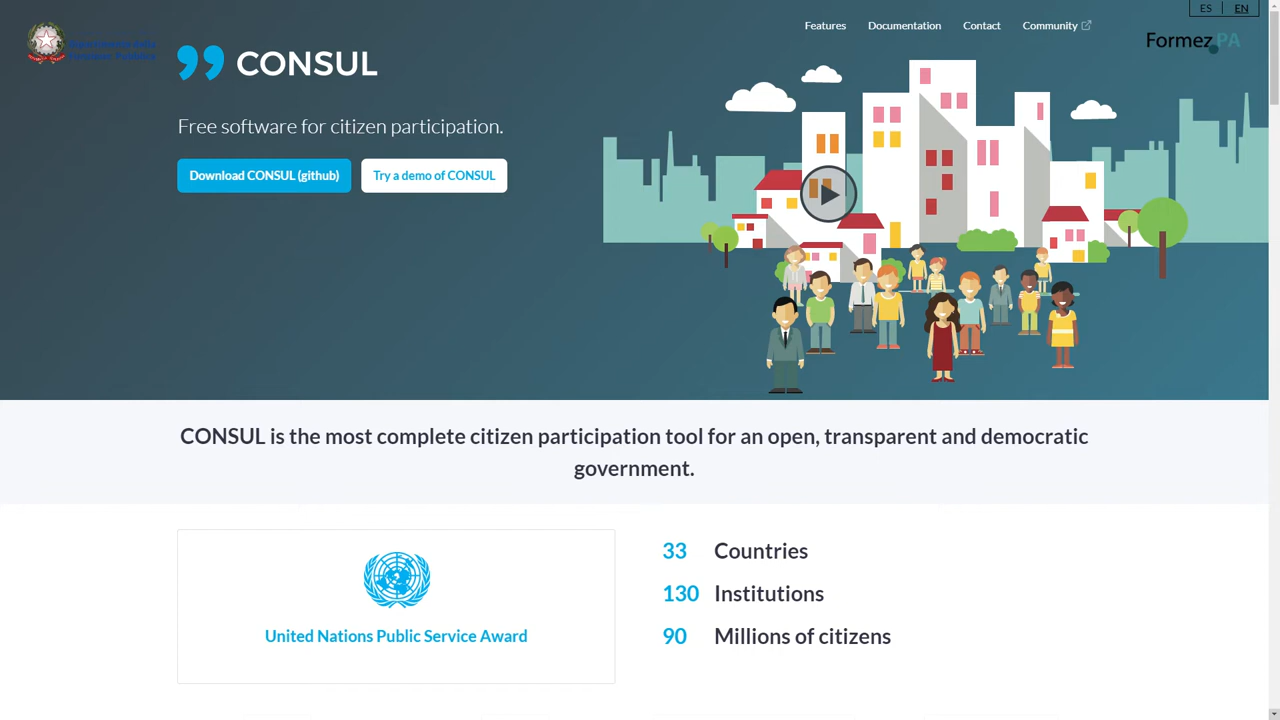 ES | EN
Features Documentation Contact Community
Formez PA
CONSUL
Free software for citizen participation.
Download CONSUL (github) Try a demo of CONSUL
CONSUL is the most complete citizen participation tool for an open, transparent and democratic
government.
United Nations Public Service Award
33 Countries
130 Institutions
90 Millions of citizens